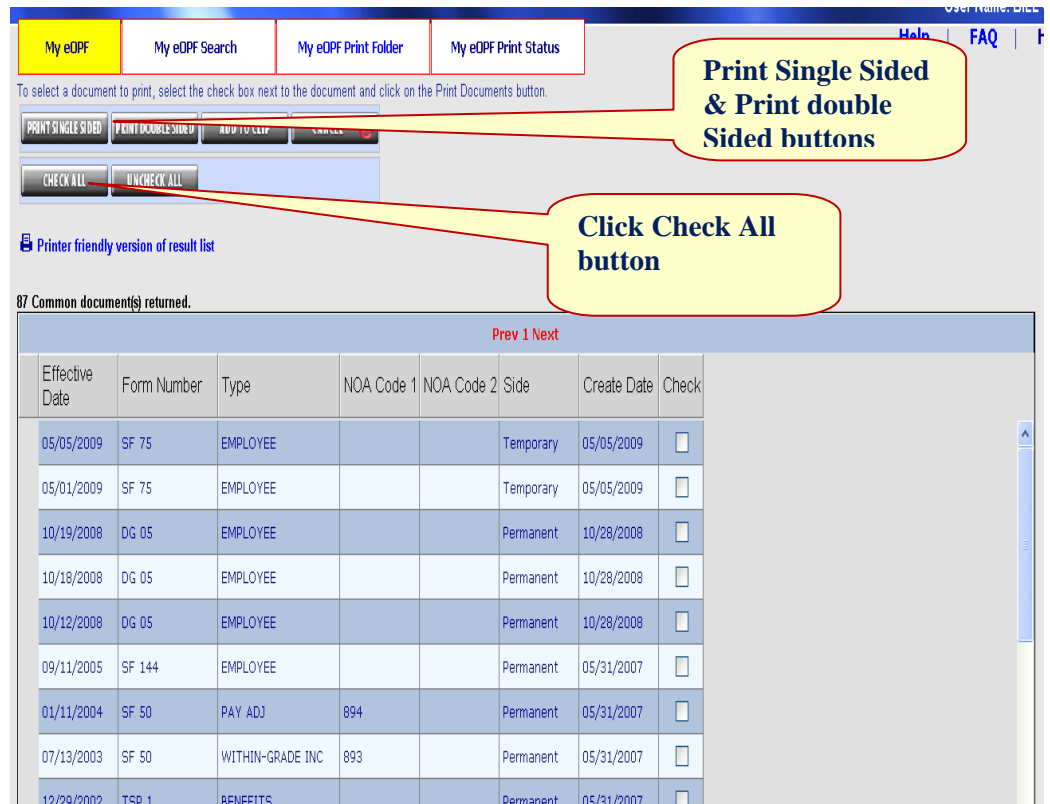 User Name: BILL
My eOPF My eOPF Search My eOPF Print Folder My eOPF Print Status
Help | FAQ |
To select a document to print, select the check box next to the document and click on the Print Documents button.
PRINT SINGLE SIDED PRINT DOUBLE SIDED ADD TO CLIP CANCEL
Print Single Sided
& Print double
Sided buttons
CHECK ALL UNCHECK ALL
Click Check All
button
Printer friendly version of result list
87 Common document(s) returned.
Prev 1 Next
Effective Date Form Number Type NOA Code 1 NOA Code 2 Side Create Date Check
05/05/2009 SF 75 EMPLOYEE Temporary 05/05/2009
05/01/2009 SF 75 EMPLOYEE Temporary 05/05/2009
10/19/2008 DG 05 EMPLOYEE Permanent 10/28/2008
10/18/2008 DG 05 EMPLOYEE Permanent 10/28/2008
10/12/2008 DG 05 EMPLOYEE Permanent 10/28/2008
09/11/2005 SF 144 EMPLOYEE Permanent 05/31/2007
01/11/2004 SF 50 PAY ADJ 894 Permanent 05/31/2007
07/13/2003 SF 50 WITHIN-GRADE INC 893 Permanent 05/31/2007
12/29/2002 TSP 1 BENEFITS Permanent 05/31/2007